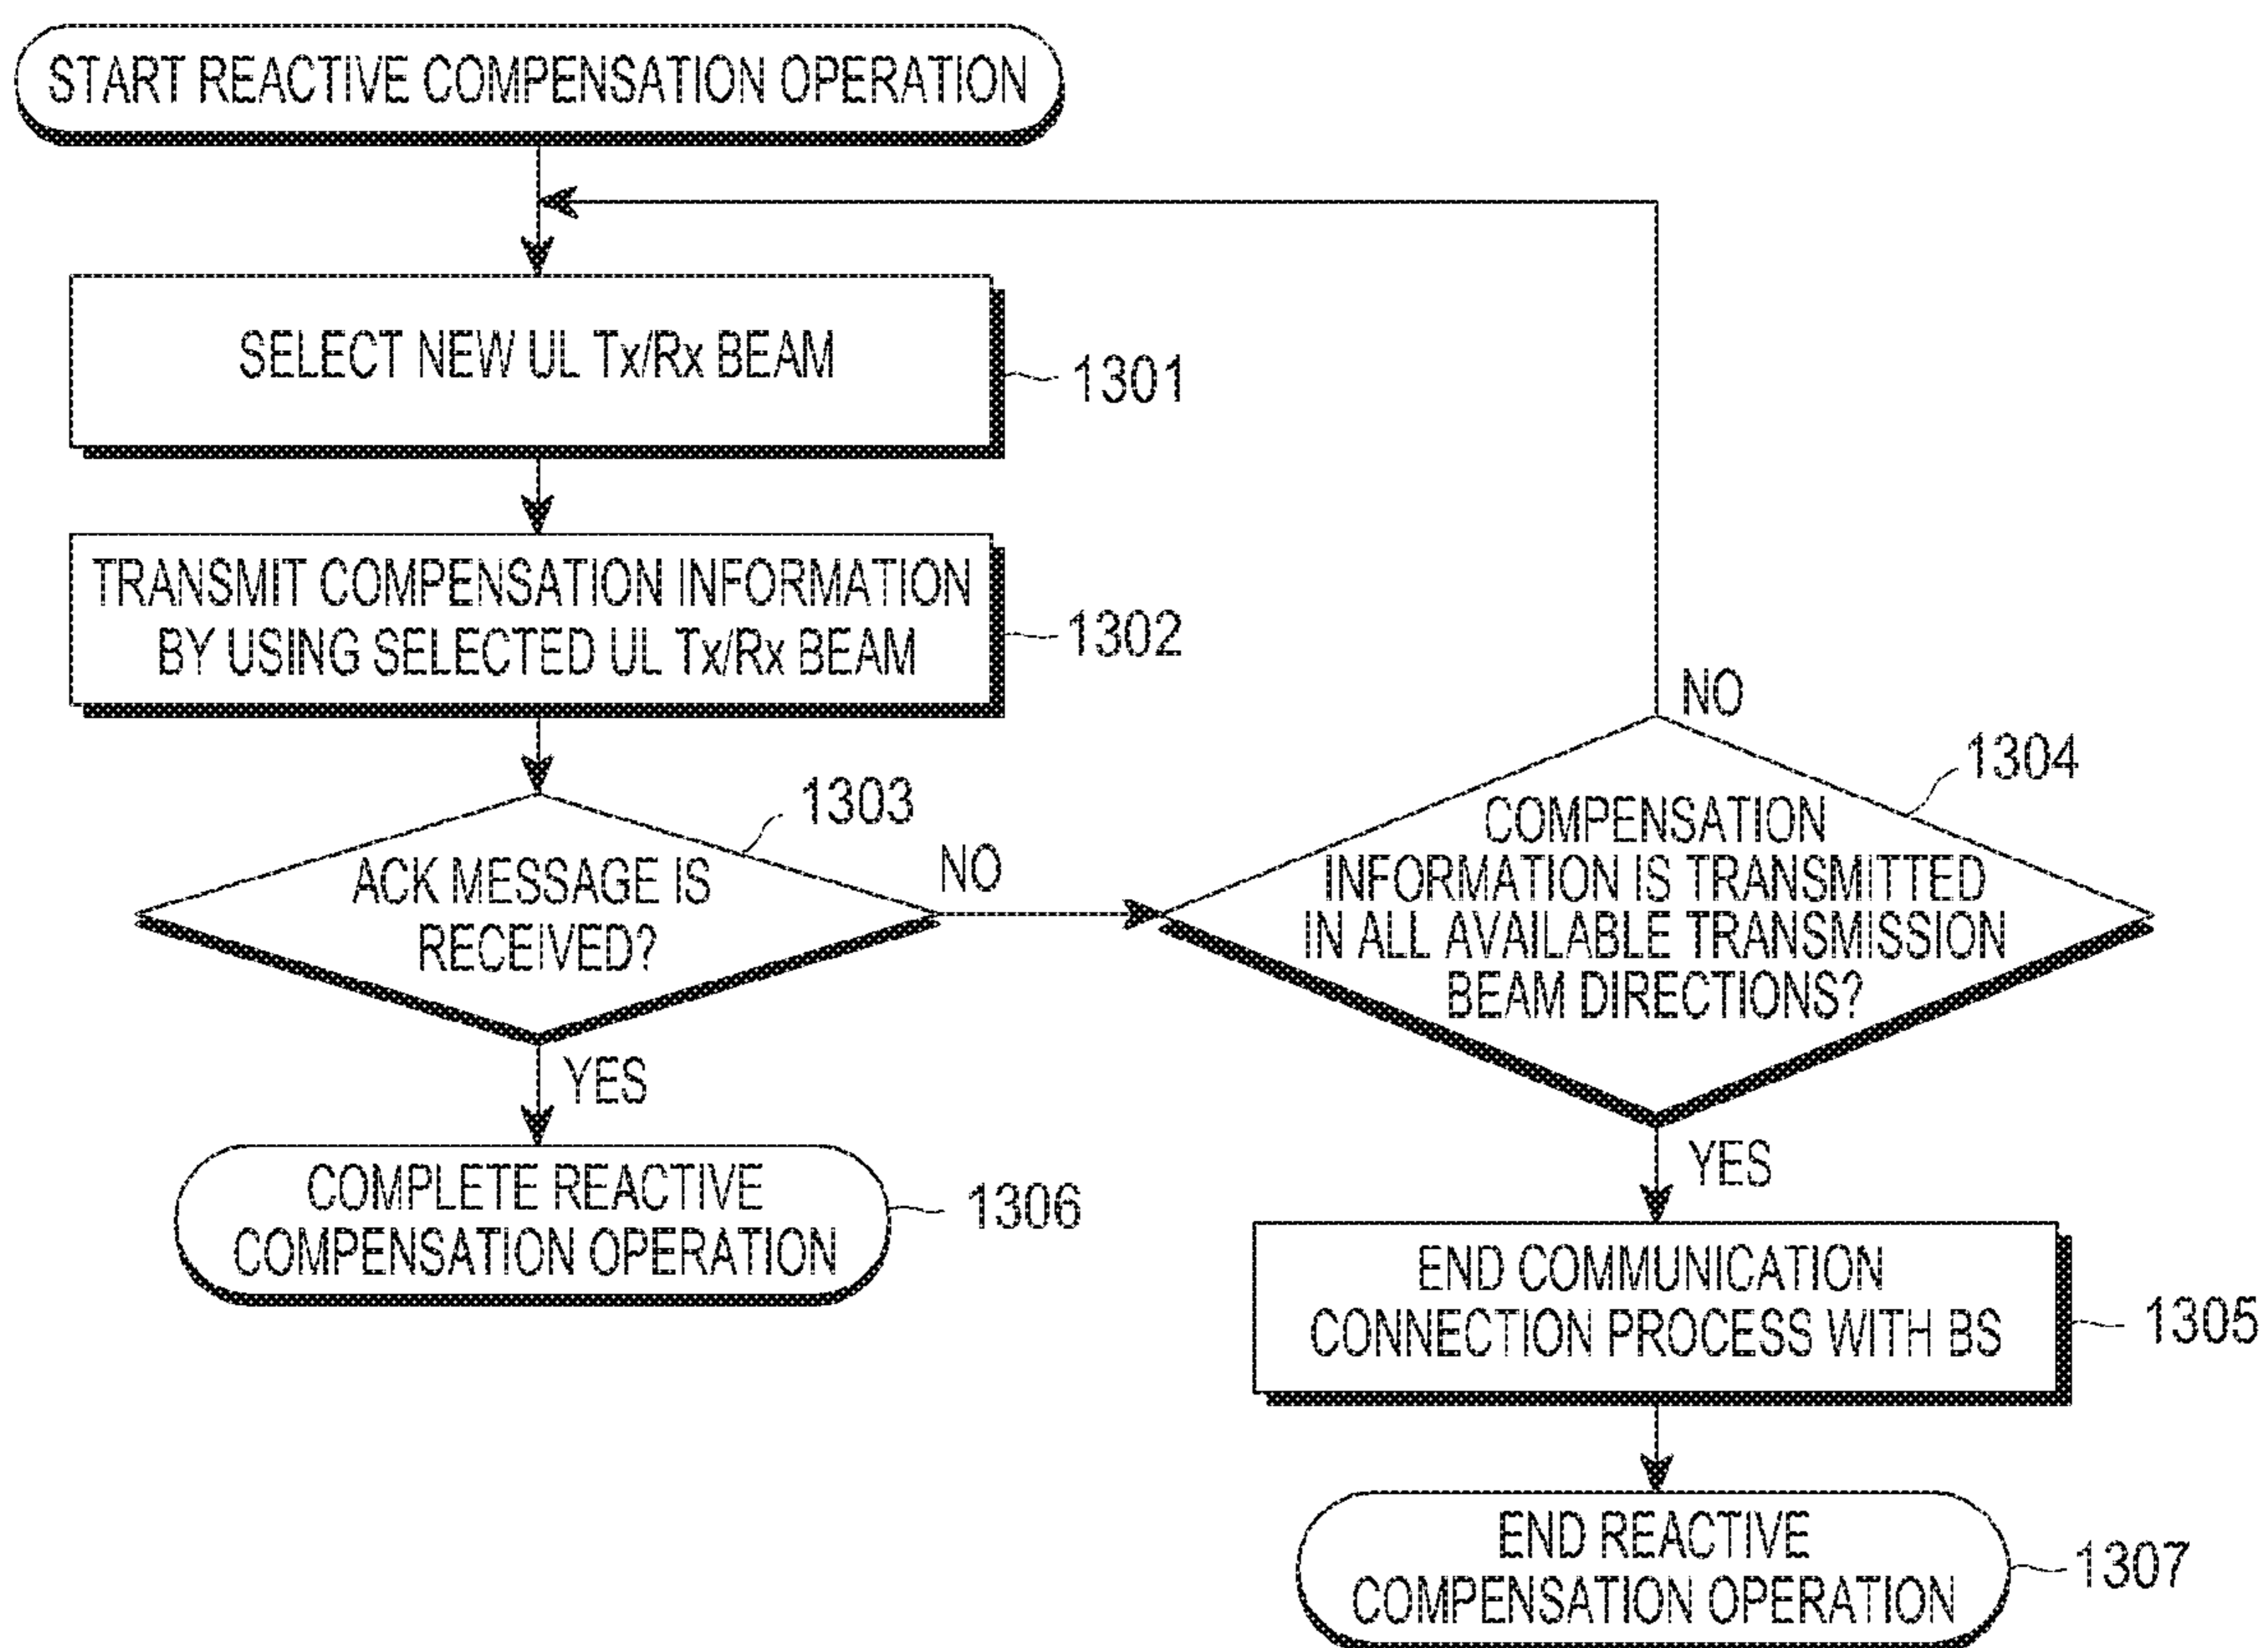 START REACTIVE COMPENSATION OPERATION
SELECT NEW UL Tx/Rx BEAM
1301
TRANSMIT COMPENSATION INFORMATION
BY USING SELECTED UL Tx/Rx BEAM
1302
1303
ACK MESSAGE IS
RECEIVED?
NO
YES
NO
1304
COMPENSATION
INFORMATION IS TRANSMITTED
IN ALL AVAILABLE TRANSMISSION
BEAM DIRECTIONS?
YES
COMPLETE REACTIVE
COMPENSATION OPERATION
1306
END COMMUNICATION
CONNECTION PROCESS WITH BS
1305
END REACTIVE
COMPENSATION OPERATION
1307